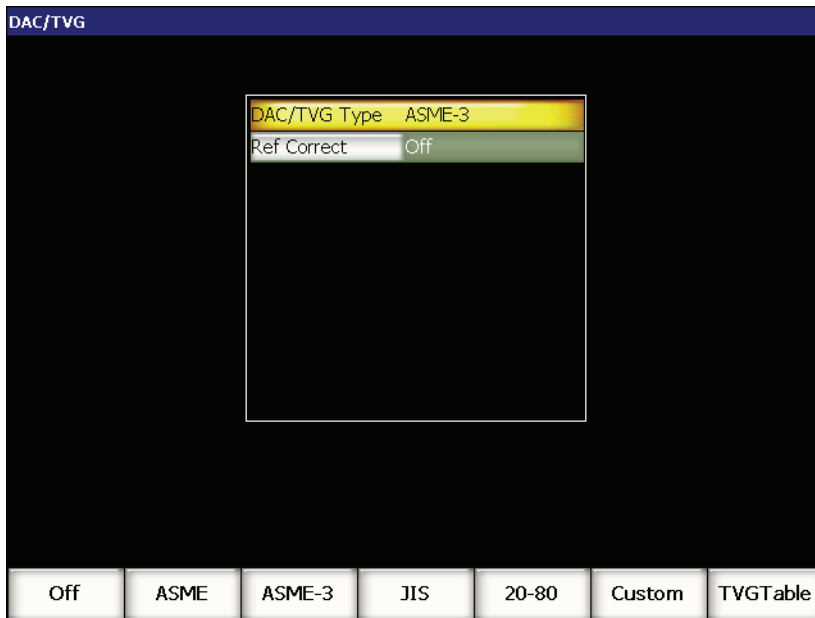 DAC/TVG
DAC/TVG Type ASME-3
Ref Correct Off
Off ASME ASME-3 JIS 20-80 Custom TVGTable